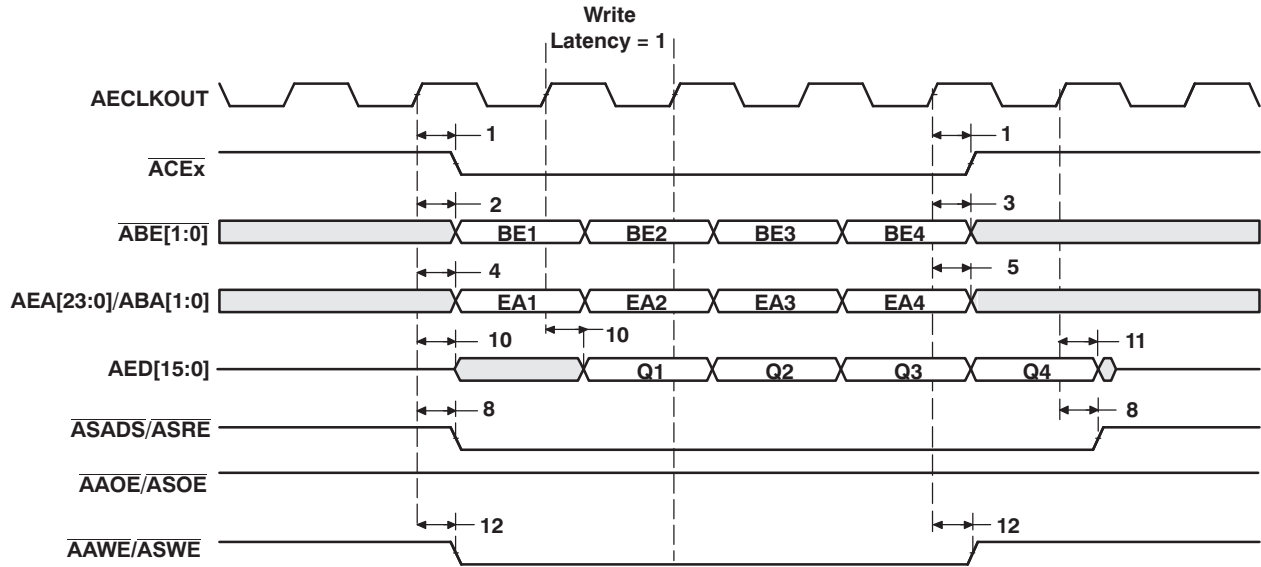 Write
Latency = 1
AECLKOUT
1 1
ACEx
2 3
ABE[1:0] BE1 BE2 BE3 BE4
4 5
AEA[23:0]/ABA[1:0] EA1 EA2 EA3 EA4
10 10 11
AED[15:0] Q1 Q2 Q3 Q4
8 8
ASADS/ASRE
AAOE/ASOE
12 12
AAWE/ASWE